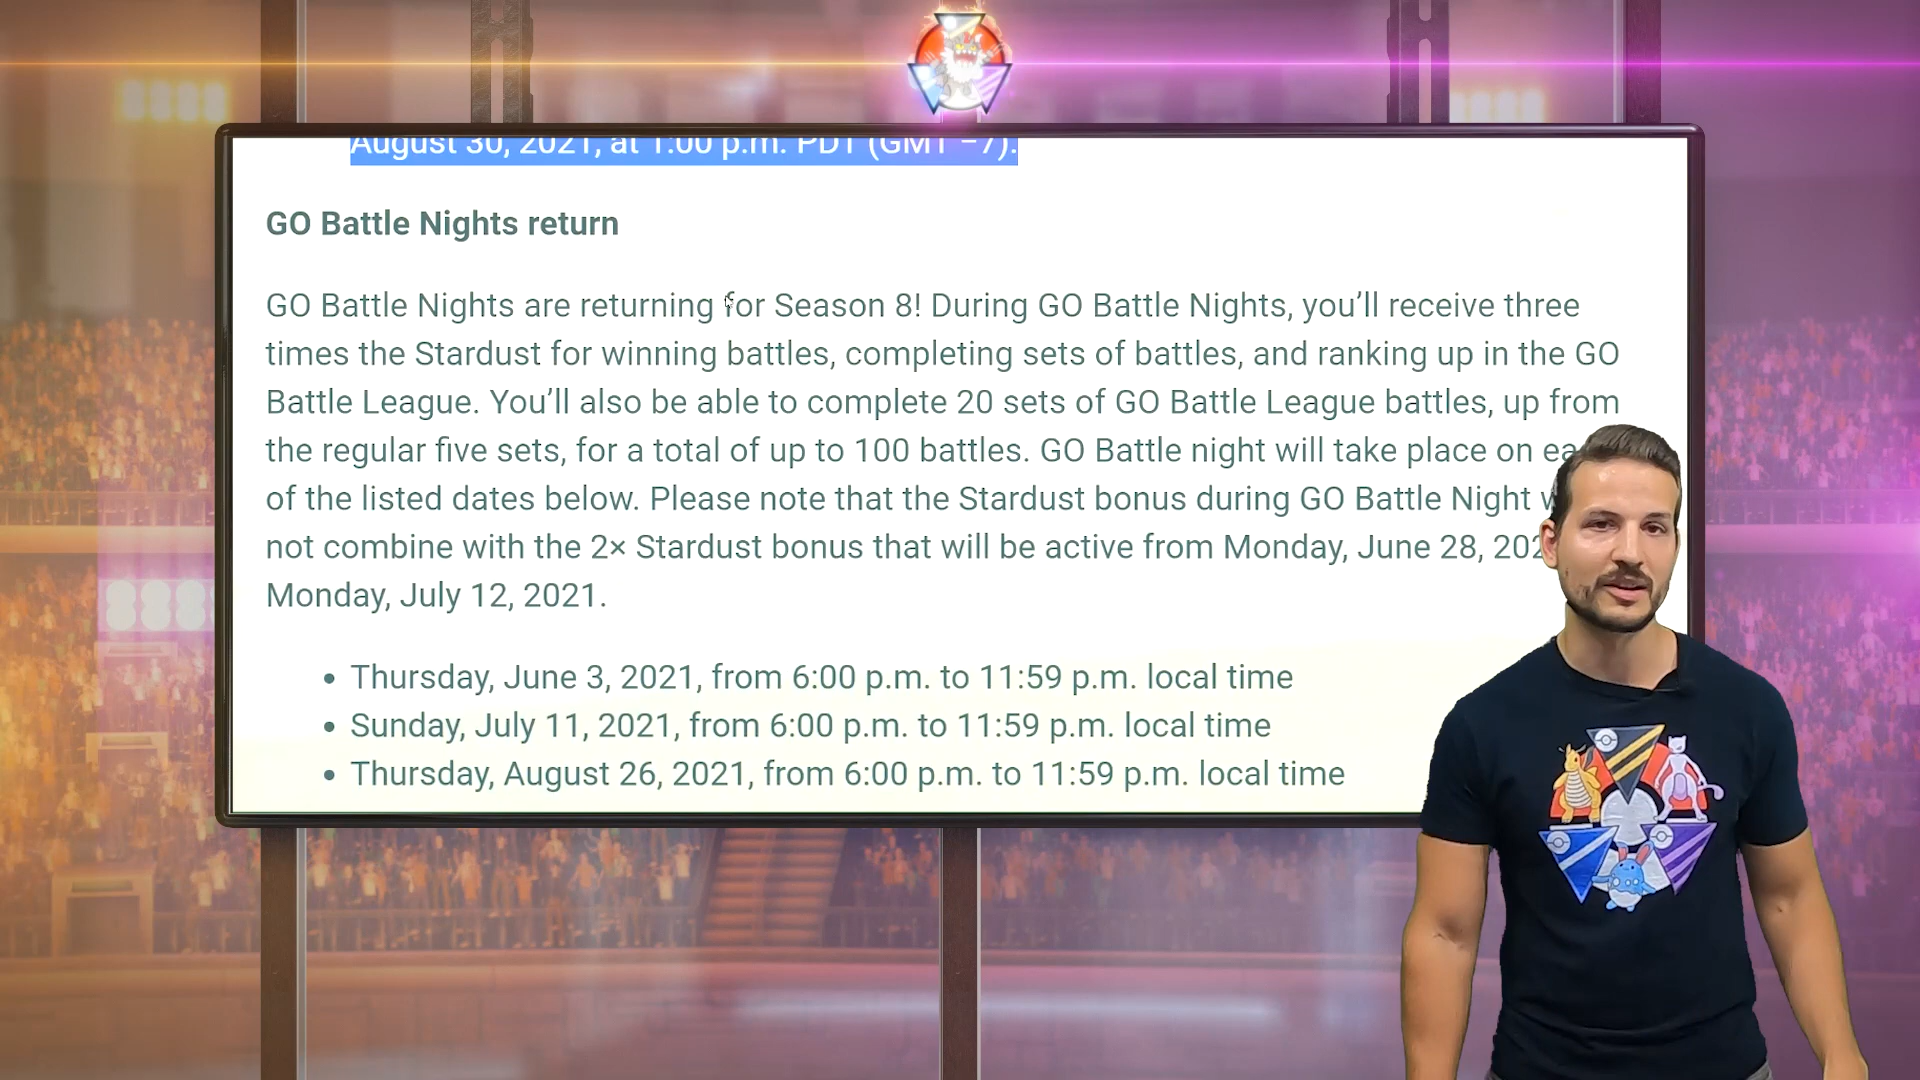 August 30, 2021, at 1:00 p.m. PDT (GMT −7).
GO Battle Nights return
GO Battle Nights are returning for Season 8! During GO Battle Nights, you’ll receive three
times the Stardust for winning battles, completing sets of battles, and ranking up in the GO
Battle League. You’ll also be able to complete 20 sets of GO Battle League battles, up from
the regular five sets, for a total of up to 100 battles. GO Battle night will take place on
of the listed dates below. Please note that the Stardust bonus during GO Battle Night
not combine with the 2× Stardust bonus that will be active from Monday, June 28,
Monday, July 12, 2021.
• Thursday, June 3, 2021, from 6:00 p.m. to 11:59 p.m. local time
• Sunday, July 11, 2021, from 6:00 p.m. to 11:59 p.m. local time
• Thursday, August 26, 2021, from 6:00 p.m. to 11:59 p.m. local time